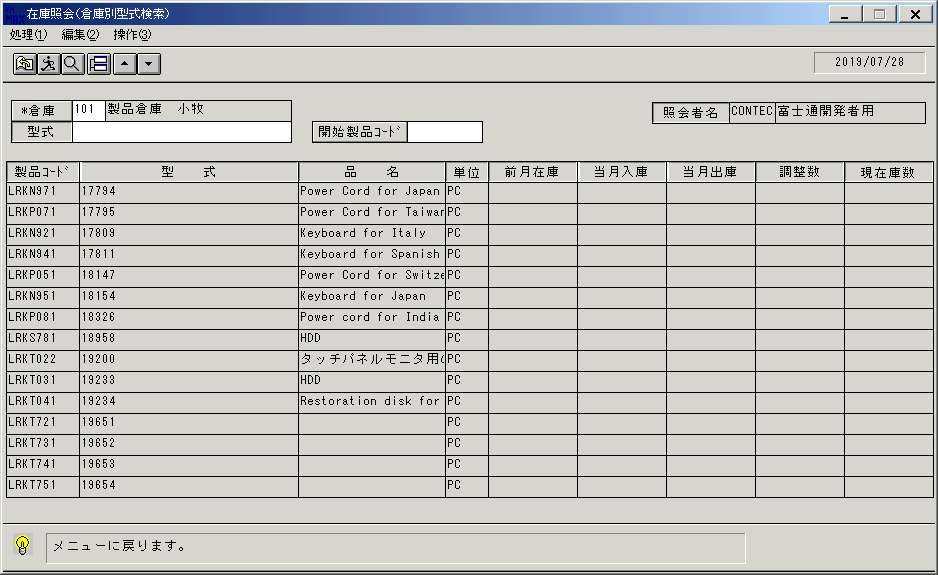 在庫照会(倉庫別型式検索)
処理(1) 編集(2) 操作(3)
2019/07/28
*倉庫 101 製品倉庫 小牧
照会者名 CONTEC 富士通開発者用
型式 開始製品ｺｰﾄﾞ
製品ｺｰﾄﾞ 型 式 品 名 単位 前月在庫 当月入庫 当月出庫 調整数 現在庫数
LRKN971 17794 Power Cord for Japan PC
LRKP071 17795 Power Cord for Taiwan PC
LRKN921 17809 Keyboard for Italy PC
LRKN941 17811 Keyboard for Spanish PC
LRKP051 18147 Power Cord for Switze PC
LRKN951 18154 Keyboard for Japan PC
LRKP081 18326 Power cord for India PC
LRKS781 18958 HDD PC
LRKT022 19200 タッチパネルモニタ用 PC
LRKT031 19233 HDD PC
LRKT041 19234 Restoration disk for PC
LRKT721 19651 PC
LRKT731 19652 PC
LRKT741 19653 PC
LRKT751 19654 PC
メニューに戻ります。